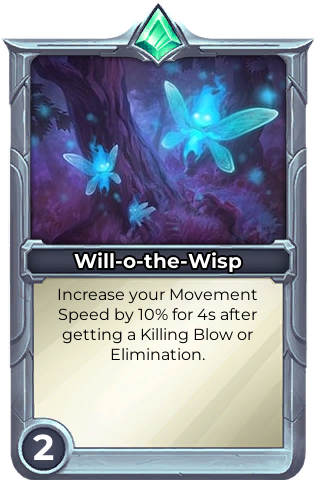 Will-o-the-Wisp
Increase your Movement
Speed by 10% for 4s after
getting a Killing Blow or
Elimination.
2